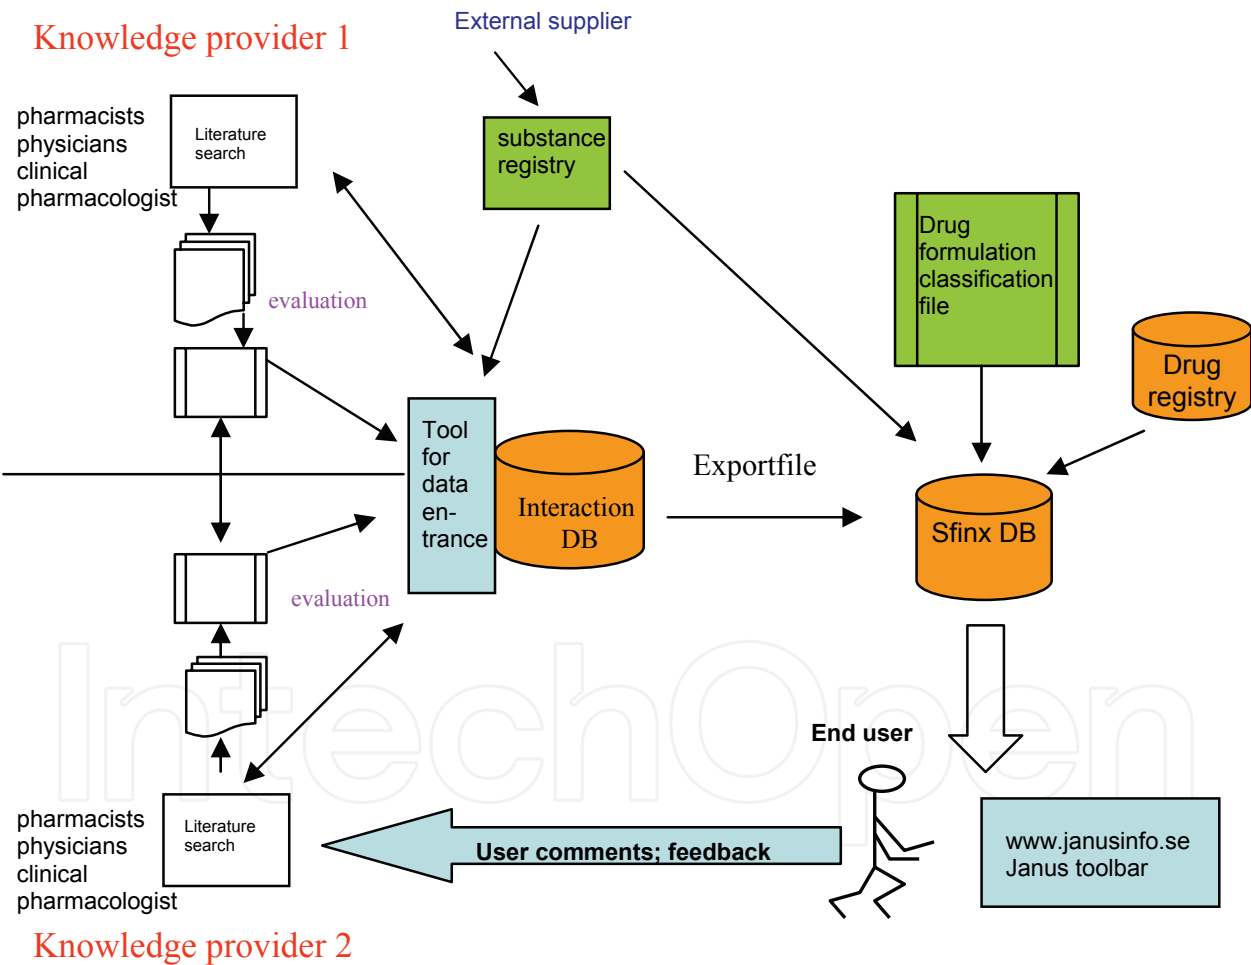 External supplier
Knowledge provider 1
pharmacists
physicians
clinical
pharmacologist
Literature
search
substance
registry
Drug
formulation
classification
file
evaluation
Drug
registry
Tool
for
data
en-
trance
Interaction
DB
Exportfile
Sfinx DB
evaluation
IntechOpen
End user
pharmacists
physicians
clinical
pharmacologist
Literature
search
User comments; feedback
www.janusinfo.se
Janus toolbar
Knowledge provider 2